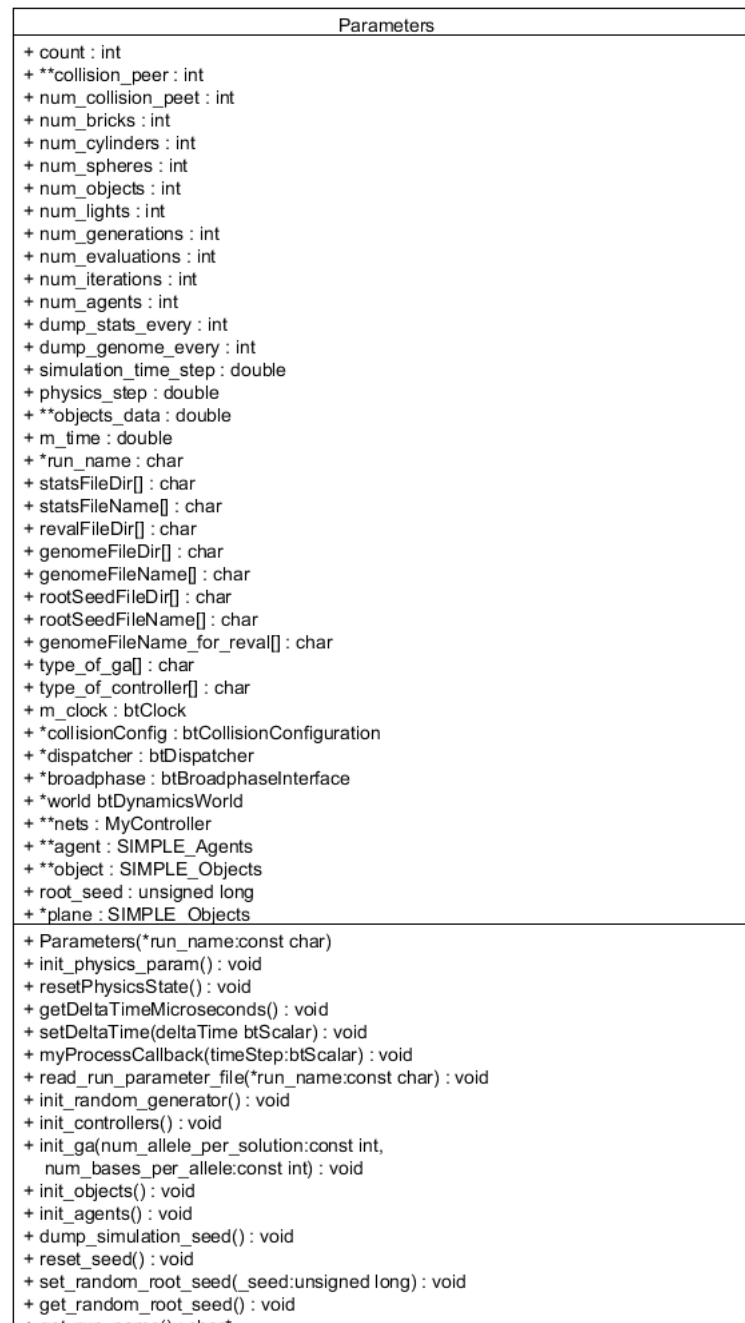 Parameters
+ count : int
+ **collision_peer : int
+ num_collision_peet : int
+ num_bricks : int
+ num_cylinders : int
+ num_spheres : int
+ num_objects : int
+ num_lights : int
+ num_generations : int
+ num_evaluations : int
+ num_iterations : int
+ num_agents : int
+ dump_stats_every : int
+ dump_genome_every : int
+ simulation_time_step : double
+ physics_step : double
+ **objects_data : double
+ m_time : double
+ *run_name : char
+ statsFileDir[] : char
+ statsFileName[] : char
+ revalFileDir[] : char
+ genomeFileDir[] : char
+ genomeFileName[] : char
+ rootSeedFileDir[] : char
+ rootSeedFileName[] : char
+ genomeFileName_for_reval[] : char
+ type_of_ga[] : char
+ type_of_controller[] : char
+ m_clock : btClock
+ *collisionConfig : btCollisionConfiguration
+ *dispatcher : btDispatcher
+ *broadphase : btBroadphaseInterface
+ *world btDynamicsWorld
+ **nets : MyController
+ **agent : SIMPLE_Agents
+ **object : SIMPLE_Objects
+ root_seed : unsigned long
+ *plane : SIMPLE_Objects
+ Parameters(*run_name:const char)
+ init_physics_param() : void
+ resetPhysicsState() : void
+ getDeltaTimeMicroseconds() : void
+ setDeltaTime(deltaTime btScalar) : void
+ myProcessCallback(timeStep:btScalar) : void
+ read_run_parameter_file(*run_name:const char) : void
+ init_random_generator() : void
+ init_controllers() : void
+ init_ga(num_allele_per_solution:const int,
num_bases_per_allele:const int) : void
+ init_objects() : void
+ init_agents() : void
+ dump_simulation_seed() : void
+ reset_seed() : void
+ set_random_root_seed(_seed:unsigned long) : void
+ get_random_root_seed() : void